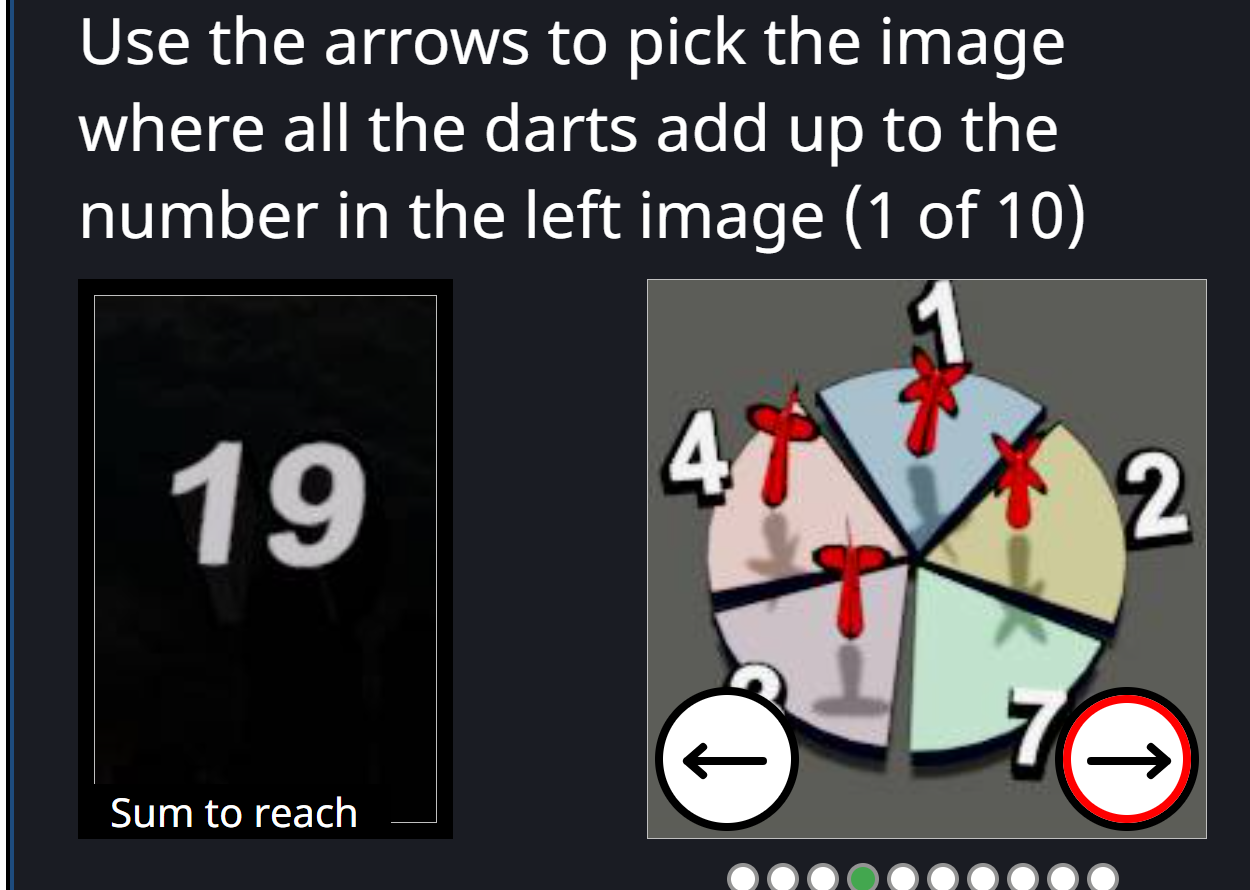 Use the arrows to pick the image
where all the darts add up to the
number in the left image (1 of 10)
19
Sum to reach
1
4
2
7